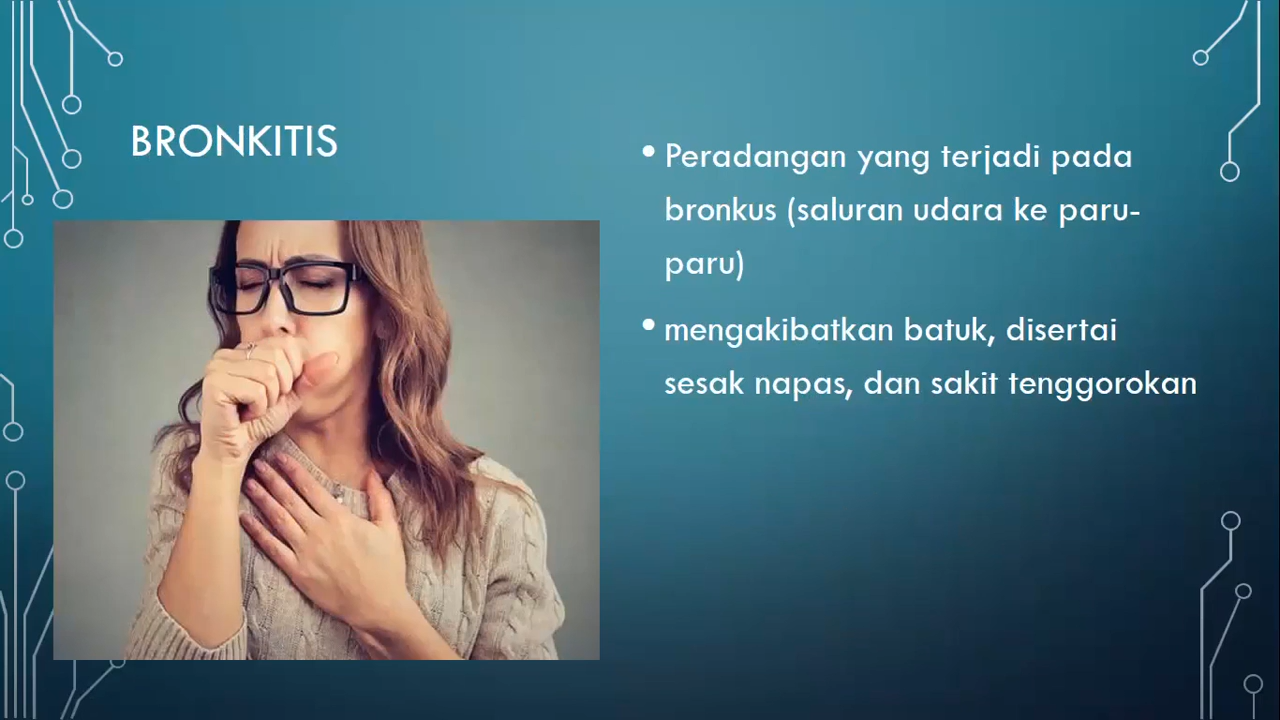 BRONKITIS
• Peradangan yang terjadi pada
bronkus (saluran udara ke paru-
paru)
• mengakibatkan batuk, disertai
sesak napas, dan sakit tenggorokan